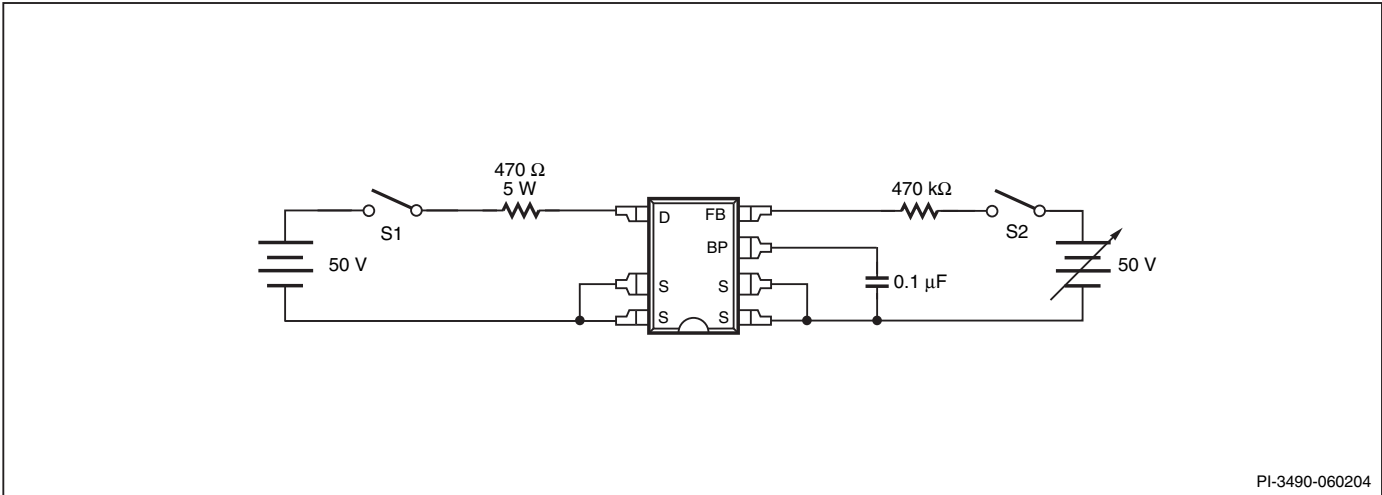 470 Ω
5 W
470 kΩ
D
FB
S1
S2
BP
50 V
50 V
S
S
0.1 μF
S
S
PI-3490-060204